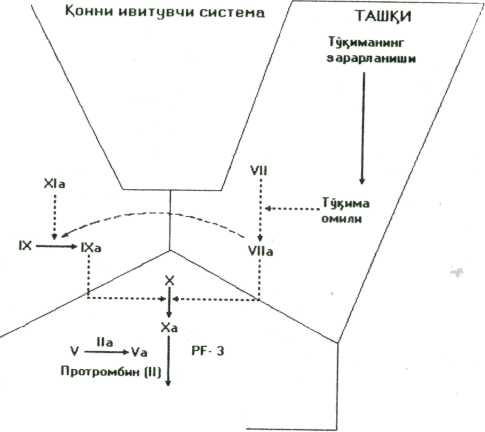 Қонни ивитувчи система
ТАШҚИ
Тўқиманинг
зарарланиши
VII
XIa
Тўқима
омили
IX
IXa
VIIa
X
Xa
IIa
V
Va
PF- 3
Протромбин (II)